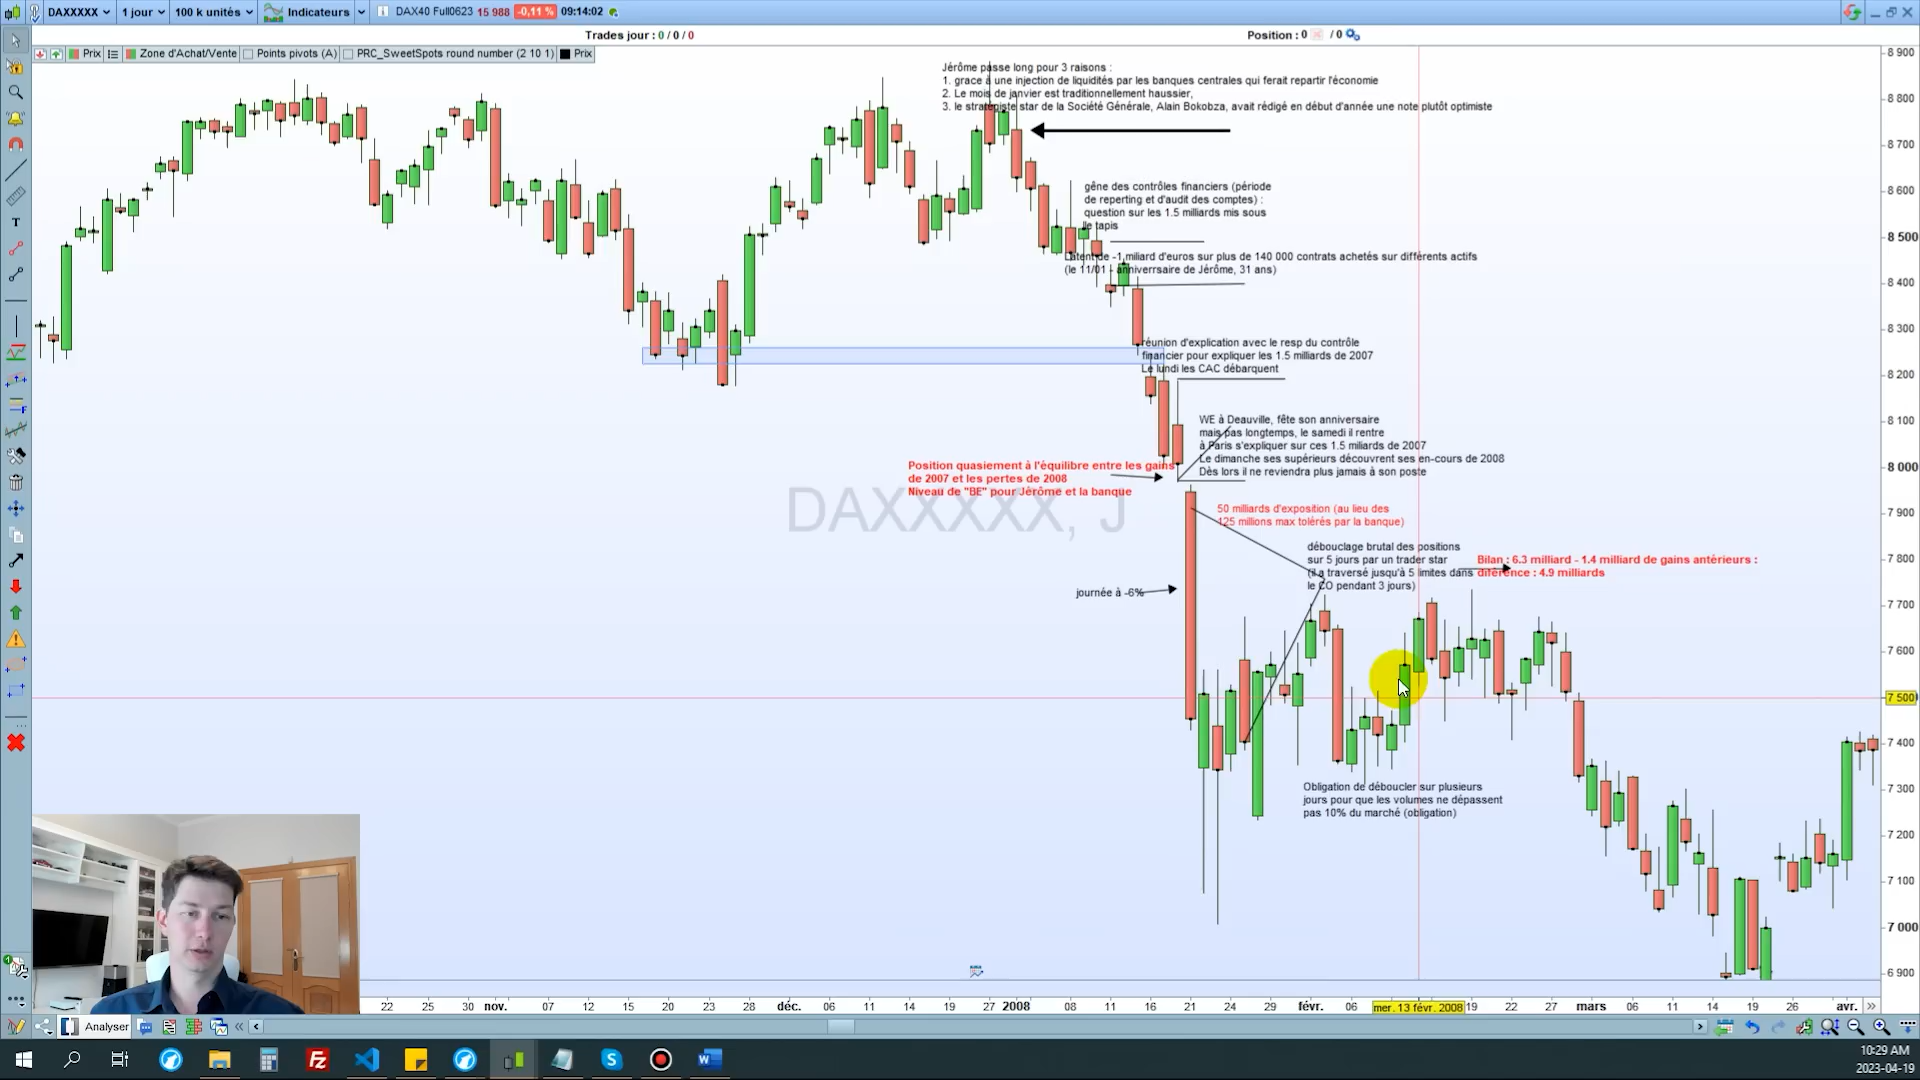 DAXXXXX
1 jour
100 k unités
Indicateurs
DAX40 Full0623 15 988 -0,11 % 09:14:02
Trades jour : 0 / 0 / 0
Position : 0 / 0
Prix
Zone d'Achat/Vente
Points pivots (A)
PRC_SweetSpots round number (2 10 1)
Prix
Jérôme passe long pour 3 raisons :
1. grace à une injection de liquidités par les banques centrales qui ferait repartir l'économie
2. Le mois de janvier est traditionnellement haussier,
3. le stratégiste star de la Société Générale, Alain Bokobza, avait rédigé en début d'année une note plutôt optimiste
gêne des contrôles financiers (période
de reperting et d'audit des comptes) :
question sur les 1.5 milliards mis sous
le tapis
Latent de -1 miliard d'euros sur plus de 140 000 contrats achetés sur différents actifs
(le 11/01 - anniverrsaire de Jérôme, 31 ans)
réunion d'explication avec le resp du contrôle
financier pour expliquer les 1.5 milliards de 2007
Le lundi les CAC débarquent
WE à Deauville, fête son anniversaire
mais pas longtemps, le samedi il rentre
à Paris s'expliquer sur ces 1.5 miliards de 2007
Le dimanche ses supérieurs découvrent ses en-cours de 2008
Dès lors il ne reviendra plus jamais à son poste
Position quasiement à l'équilibre entre les gains
de 2007 et les pertes de 2008
Niveau de "BE" pour Jérôme et la banque
DAXXXXX, J
50 milliards d'exposition (au lieu des
125 millions max tolérés par la banque)
débouclage brutal des positions
sur 5 jours par un trader star
(il a traversé jusqu'à 5 limites dans
le CO pendant 3 jours)
Bilan : 6.3 milliard - 1.4 milliard de gains antérieurs :
diférence : 4.9 milliards
journée à -6%
Obligation de déboucler sur plusieurs
jours pour que les volumes ne dépassent
pas 10% du marché (obligation)
8 900
8 800
8 700
8 600
8 500
8 400
8 300
8 200
8 100
8 000
7 900
7 800
7 700
7 600
7 500
7 400
7 300
7 200
7 100
7 000
6 900
22 25 30 nov. 07 12 15 20 23 28 déc. 06 11 14 19 27 2008 08 11 16 21 24 29 févr. 06 mer. 13 févr. 2008 19 22 27 mars 06 11 14 19 26 avr.
Analyser
10:29 AM
2023-04-19